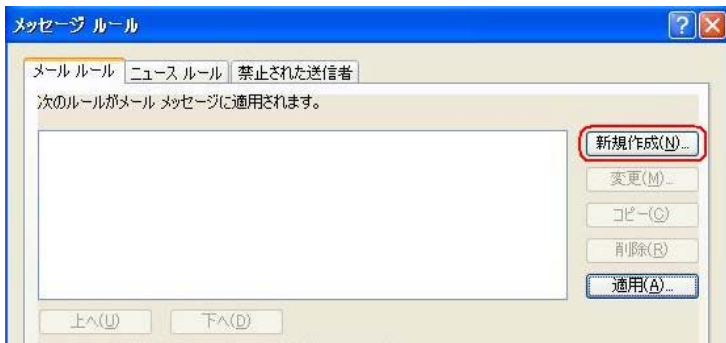 メッセージ ルール
メール ルール ニュース ルール 禁止された送信者
次のルールがメール メッセージに適用されます。
新規作成(N)...
変更(M)...
コピー(C)
削除(R)
適用(A)...
上へ(U) 下へ(D)